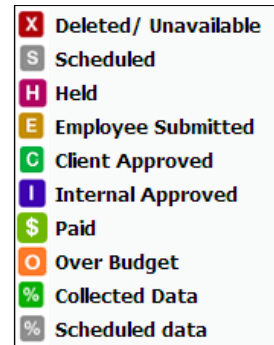 X Deleted/ Unavailable
S Scheduled
H Held
E Employee Submitted
C Client Approved
I Internal Approved
$ Paid
O Over Budget
% Collected Data
% Scheduled data